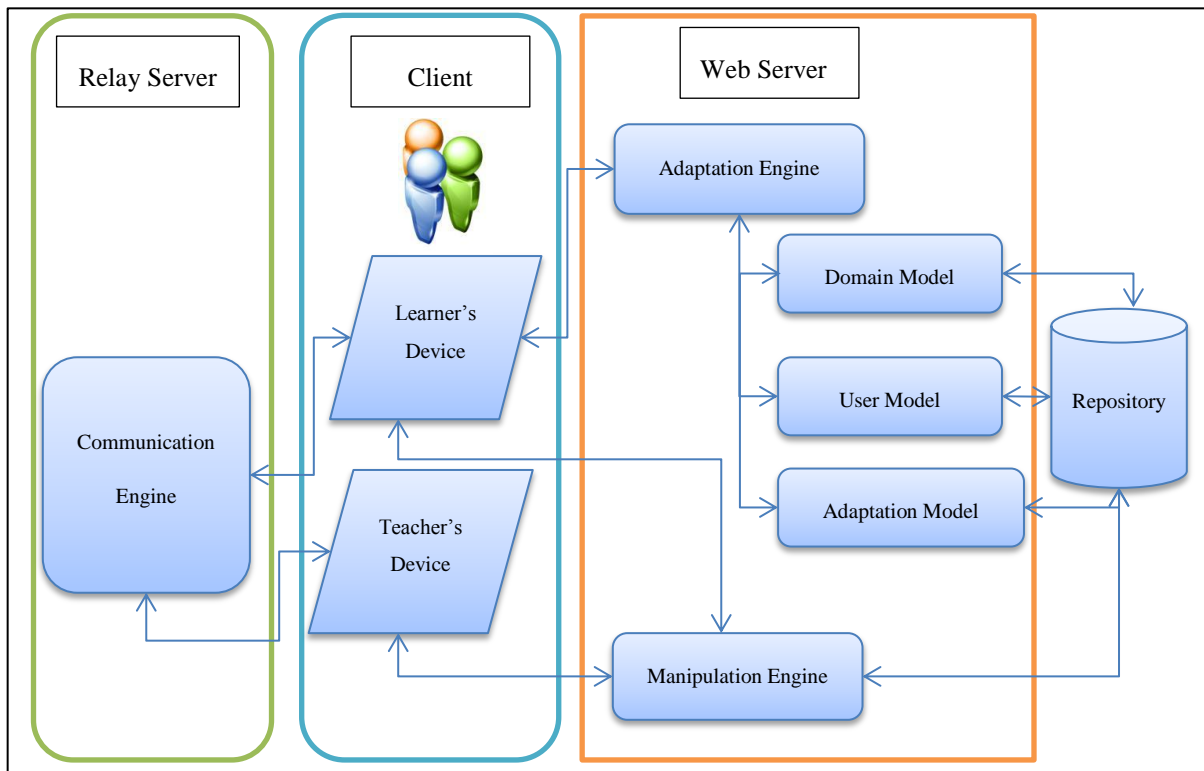 Relay Server
Client
Web Server
Adaptation Engine
Domain Model
Learner’s
Device
User Model
Repository
Communication
Engine
Teacher’s
Device
Adaptation Model
Manipulation Engine